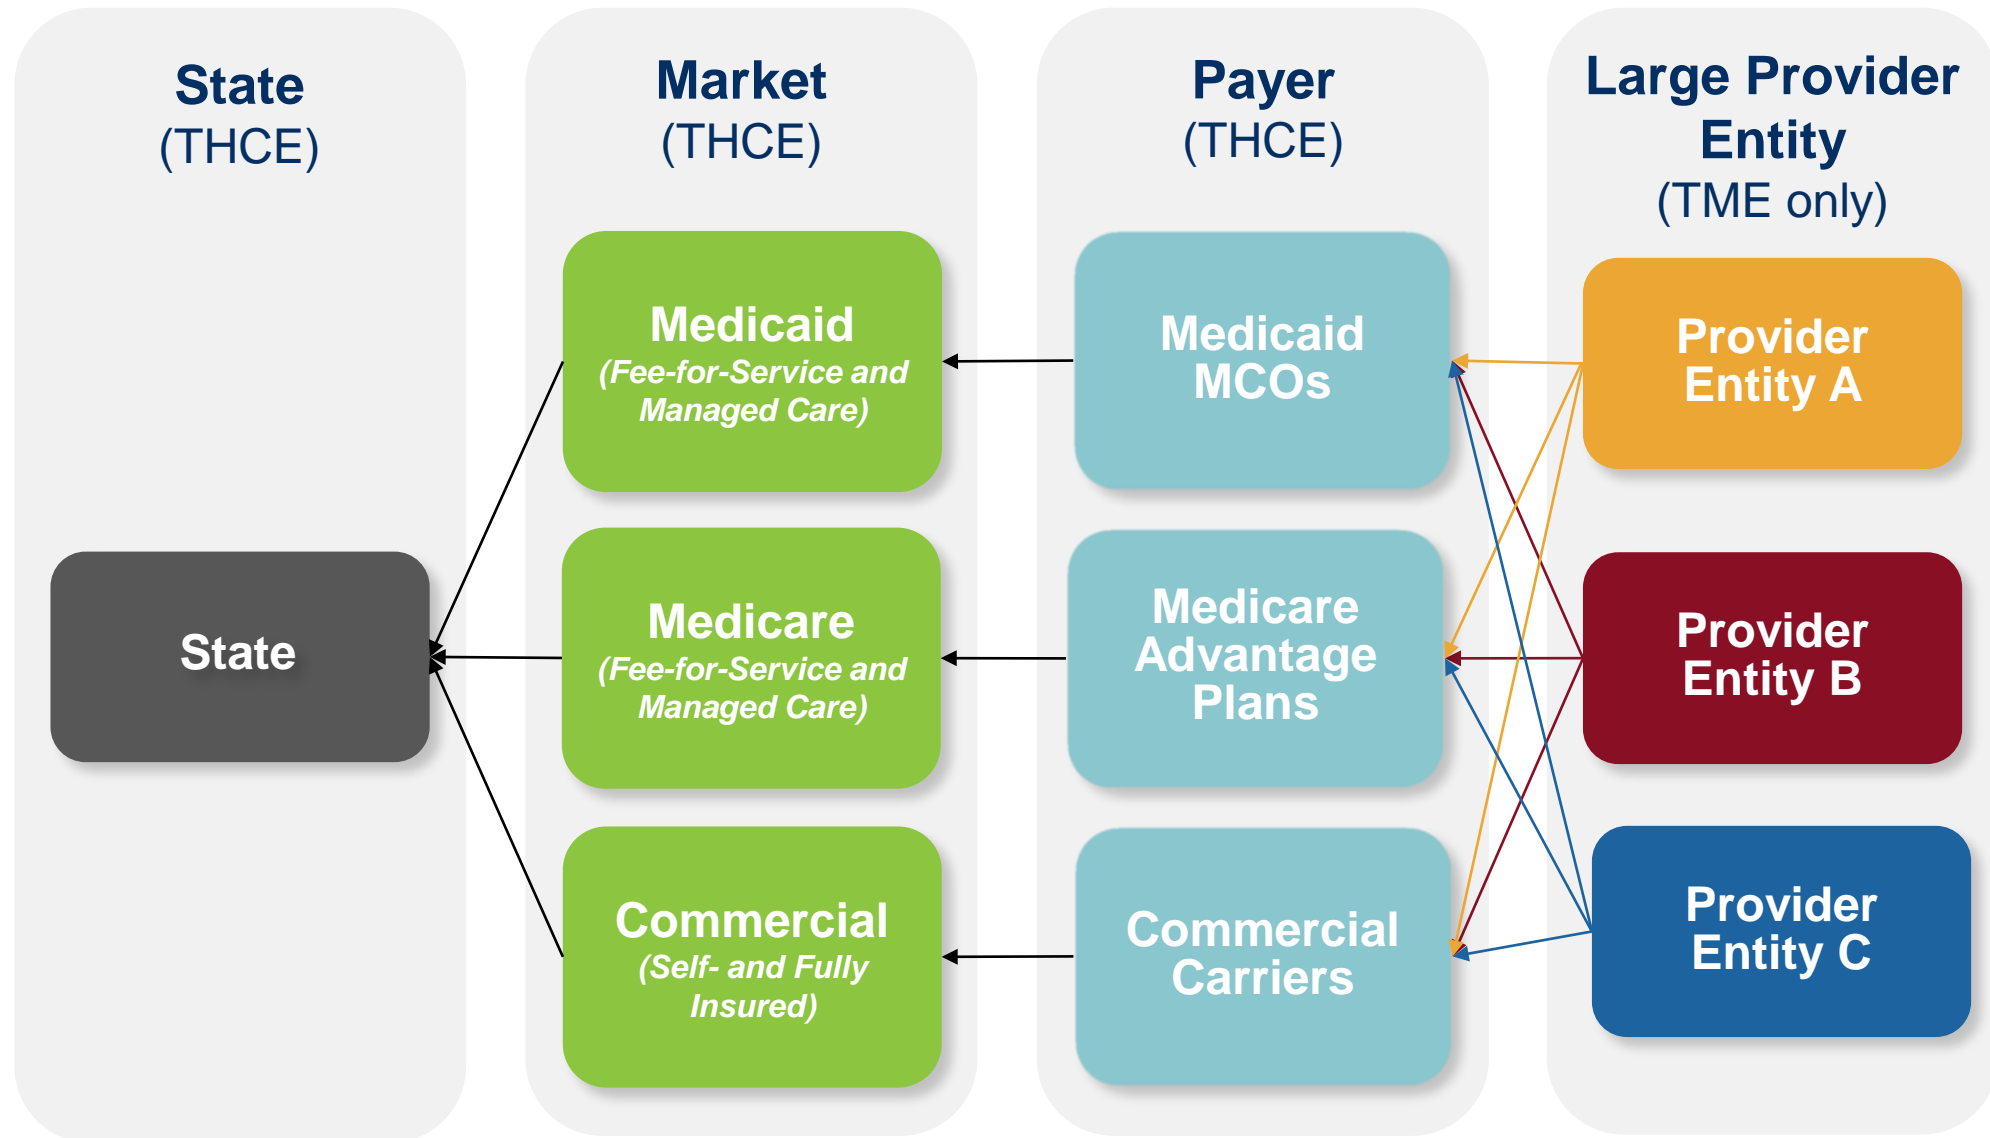 State
(THCE)
Market
(THCE)
Payer
(THCE)
Large Provider
Entity
(TME only)
State
Medicaid
(Fee-for-Service and
Managed Care)
Medicare
(Fee-for-Service and
Managed Care)
Commercial
(Self- and Fully
Insured)
Medicaid
MCOs
Medicare
Advantage
Plans
Commercial
Carriers
Provider
Entity A
Provider
Entity B
Provider
Entity C